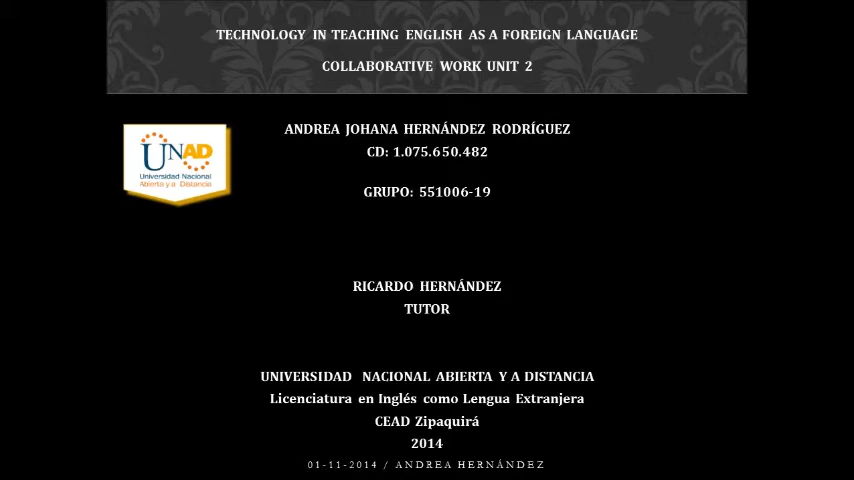 TECHNOLOGY IN TEACHING ENGLISH AS A FOREIGN LANGUAGE
COLLABORATIVE WORK UNIT 2
ANDREA JOHANA HERNÁNDEZ RODRÍGUEZ
CD: 1.075.650.482
UNAD
Universidad Nacional
Abierta y a Distancia
GRUPO: 551006-19
RICARDO HERNÁNDEZ
TUTOR
UNIVERSIDAD NACIONAL ABIERTA Y A DISTANCIA
Licenciatura en Inglés como Lengua Extranjera
CEAD Zipaquirá
2014
01-11-2014 / ANDREA HERNÁNDEZ